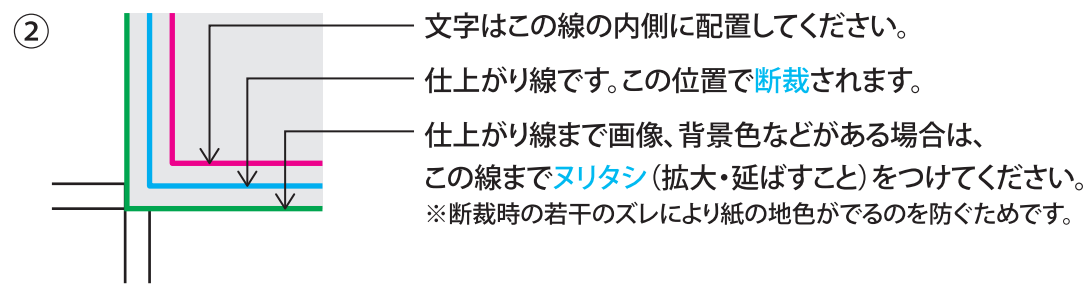 ②
文字はこの線の内側に配置してください。
仕上がり線です。この位置で断裁されます。
仕上がり線まで画像、背景色などがある場合は、
この線までヌリタシ(拡大・延ばすこと)をつけてください。
※断裁時の若干のズレにより紙の地色がでるのを防ぐためです。